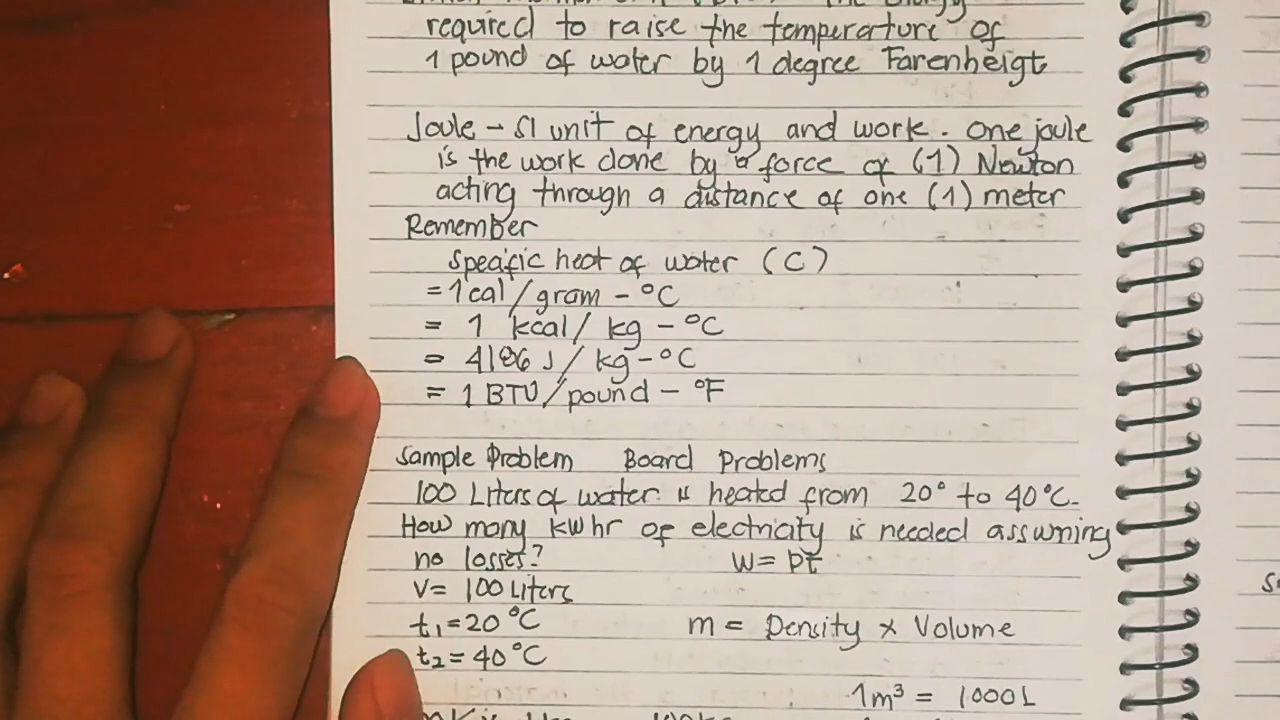 required to raise the temperature of
1 pound of water by 1 degree Farenheigt
Joule - SI unit of energy and work. One joule
is the work done by a force of (1) Newton
acting through a distance of one (1) meter
Remember
Specific heat of water (C)
= 1 cal / gram - °C
= 1 kcal / kg - °C
= 4186 J / kg - °C
= 1 BTU / pound - °F
Sample Problem Board Problems
100 Liters of water is heated from 20° to 40°C.
How many kwhr of electricity is needed assuming
no losses? W = Pt
V = 100 Liters
t₁ = 20°C m = Density x Volume
t₂ = 40°C
1m³ = 1000L